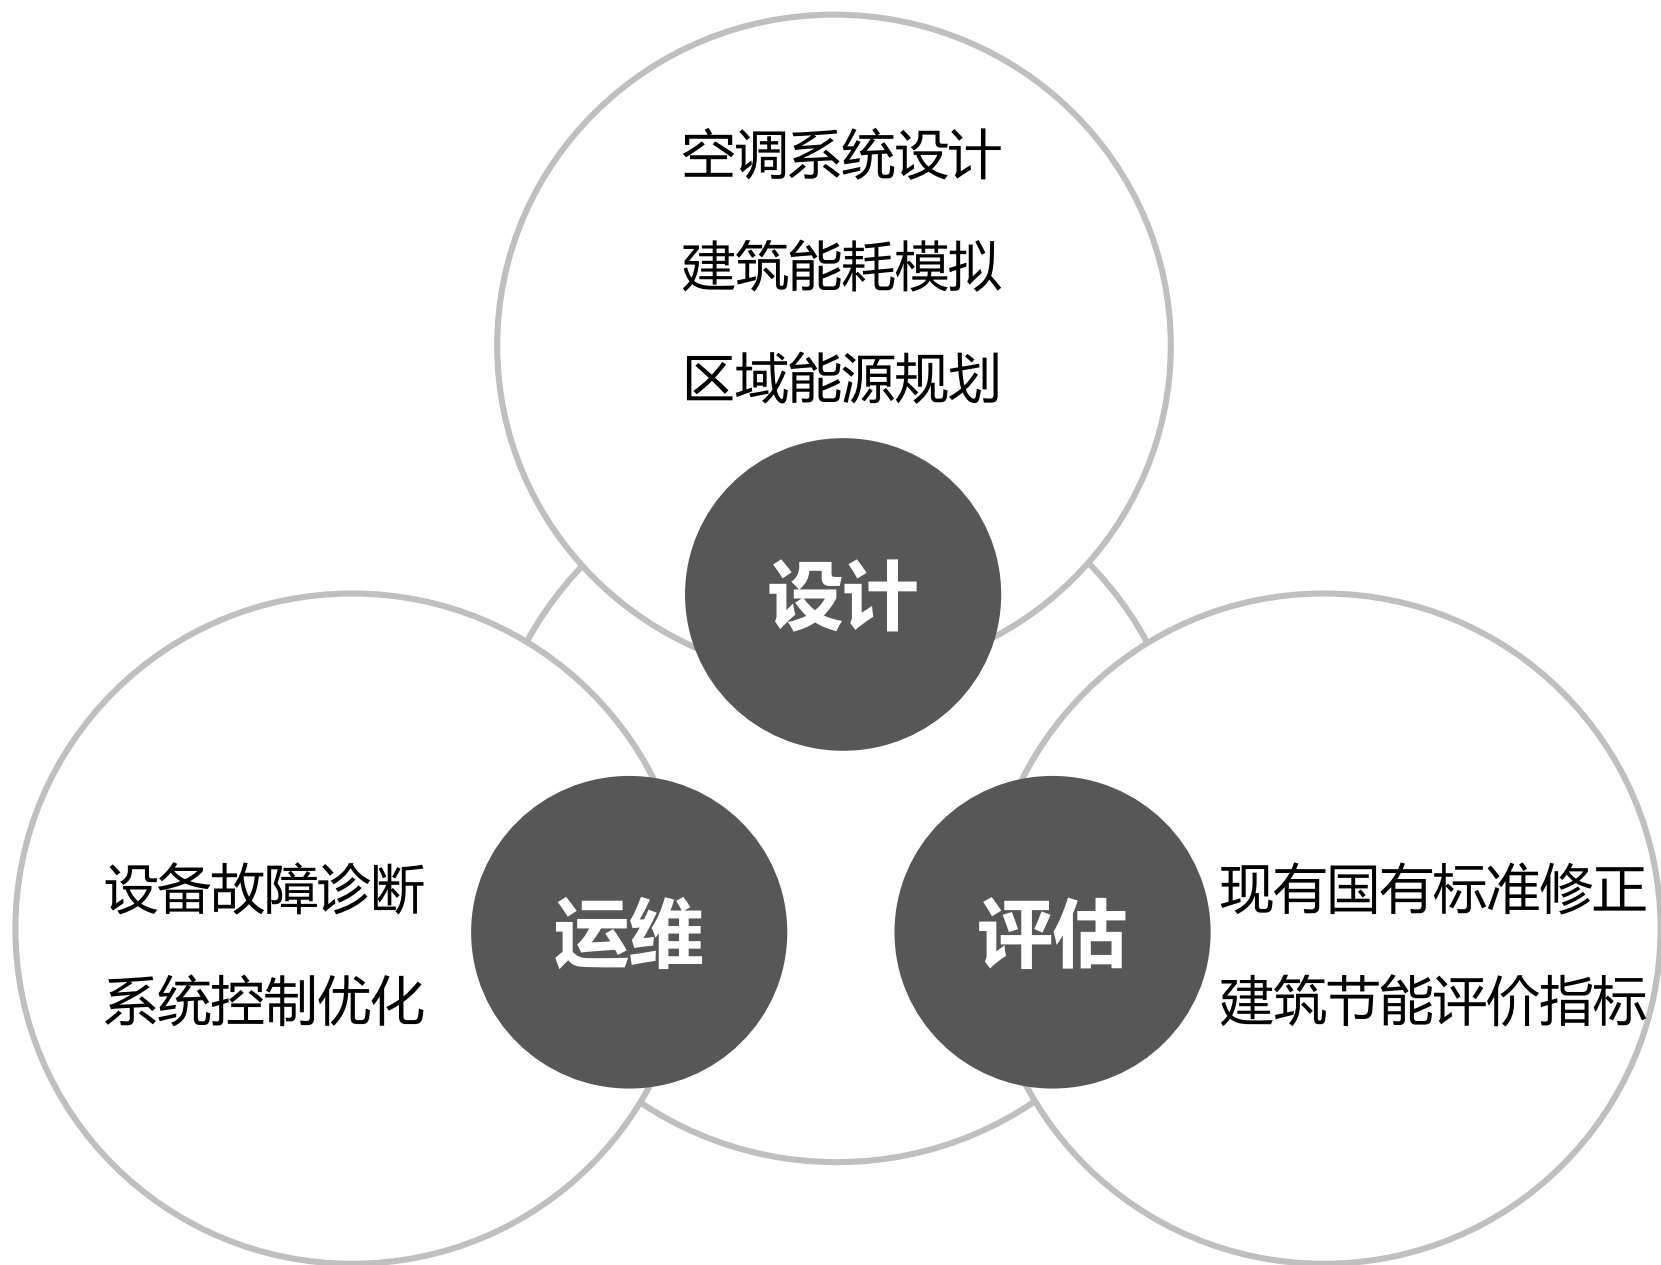 空调系统设计
建筑能耗模拟
区域能源规划
设计
设备故障诊断
系统控制优化
运维
评估
现有国有标准修正
建筑节能评价指标